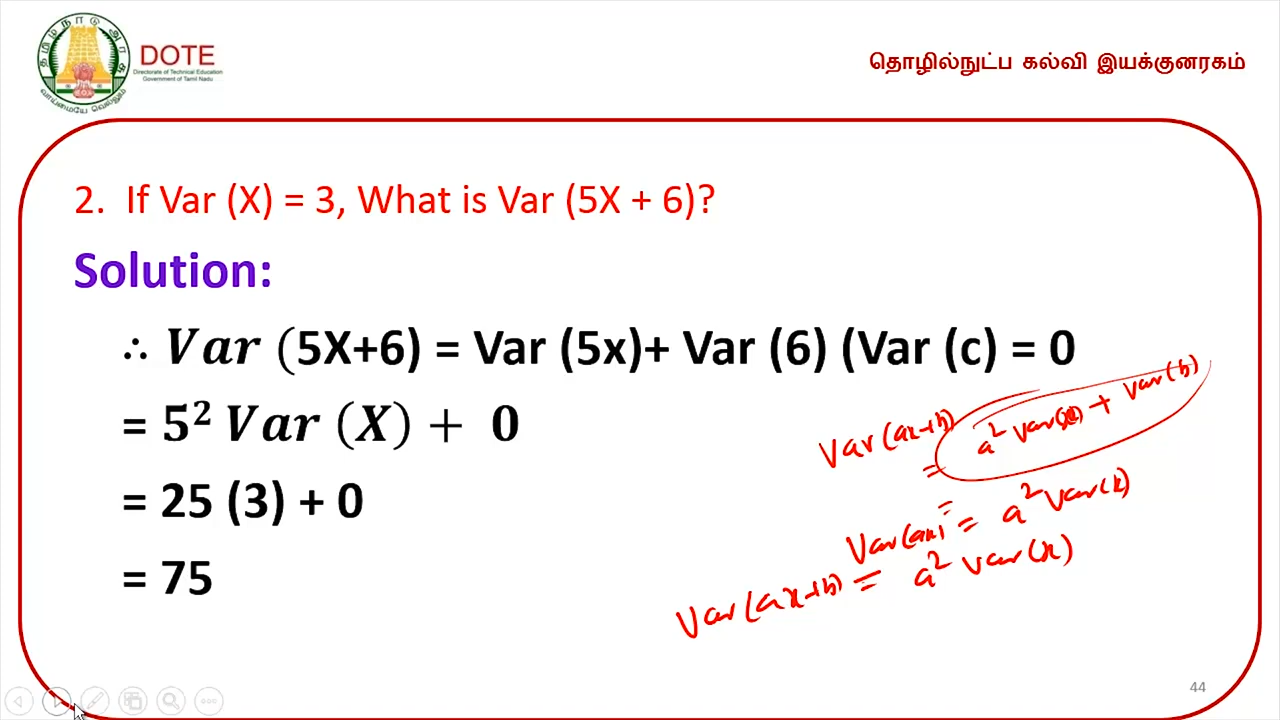 தமிழ்நாடு அரசு
வாய்மையே வெல்லும்
DOTE
Directorate of Technical Education
Government of Tamil Nadu
தொழில்நுட்ப கல்வி இயக்குனரகம்
2. If Var (X) = 3, What is Var (5X + 6)?
Solution:
∴ Var (5X+6) = Var (5x)+ Var (6) (Var (c) = 0
= 5² Var (X) + 0
= 25 (3) + 0
= 75
Var(ax+b)
= a² Var(x) + Var(b)
=
Var(ax) = a² Var(x)
Var(ax+b) = a² Var(x)
44